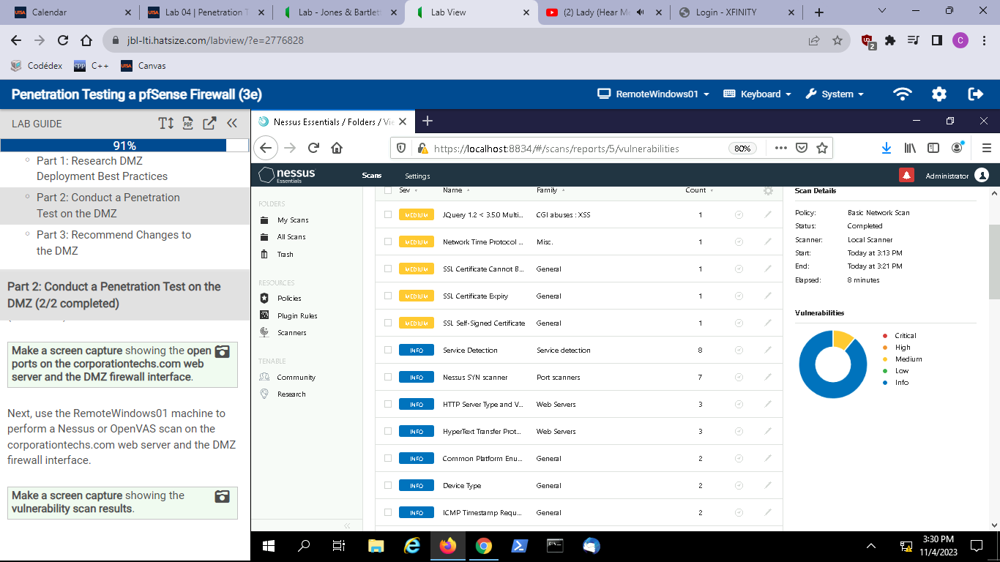 Calendar
Lab 04 | Penetration T
Lab - Jones & Bartlett
Lab View
(2) Lady (Hear Me
Login - XFINITY
jbl-lti.hatsize.com/labview/?e=2776828
2
C
Codédex
cpp C++
UTSA Canvas
Penetration Testing a pfSense Firewall (3e)
RemoteWindows01
Keyboard
System
LAB GUIDE
PDF
91%
Part 1: Research DMZ
Deployment Best Practices
Part 2: Conduct a Penetration
Test on the DMZ
Part 3: Recommend Changes to
the DMZ
Part 2: Conduct a Penetration Test on the
DMZ (2/2 completed)
Make a screen capture showing the open
ports on the corporationtechs.com web
server and the DMZ firewall interface.
Next, use the RemoteWindows01 machine to
perform a Nessus or OpenVAS scan on the
corporationtechs.com web server and the DMZ
firewall interface.
Make a screen capture showing the
vulnerability scan results.
Nessus Essentials / Folders / Vie
https://localhost:8834/#/scans/reports/5/vulnerabilities
80%
nessus
Essentials
Scans
Settings
Administrator
FOLDERS
My Scans
All Scans
Trash
RESOURCES
Policies
Plugin Rules
Scanners
TENABLE
Community
Research
Sev Name Family Count
MEDIUM JQuery 1.2 < 3.5.0 Multi... CGI abuses : XSS 1
MEDIUM Network Time Protocol ... Misc. 1
MEDIUM SSL Certificate Cannot B... General 1
MEDIUM SSL Certificate Expiry General 1
MEDIUM SSL Self-Signed Certificate General 1
INFO Service Detection Service detection 8
INFO Nessus SYN scanner Port scanners 7
INFO HTTP Server Type and V... Web Servers 3
INFO HyperText Transfer Prot... Web Servers 3
INFO Common Platform Enu... General 2
INFO Device Type General 2
INFO ICMP Timestamp Requ... General 2
Scan Details
Policy: Basic Network Scan
Status: Completed
Scanner: Local Scanner
Start: Today at 3:13 PM
End: Today at 3:21 PM
Elapsed: 8 minutes
Vulnerabilities
Critical
High
Medium
Low
Info
3:30 PM
11/4/2023